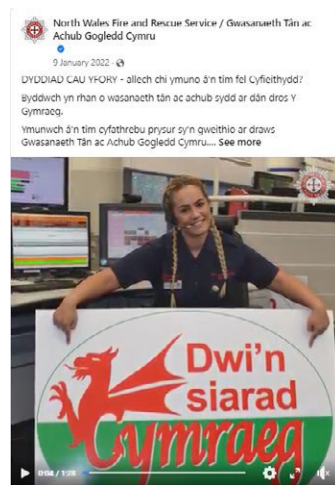 North Wales Fire and Rescue Service / Gwasanaeth Tân ac
Achub Gogledd Cymru
9 January 2022 ·
DYDDIAD CAU YFORY - allech chi ymuno â'n tîm fel Cyfieithydd?
Byddwch yn rhan o wasanaeth tân ac achub sydd ar dân dros Y
Gymraeg.
Ymunwch â'n tîm cyfathrebu prysur sy'n gweithio ar draws
Gwasanaeth Tân ac Achub Gogledd Cymru.... See more
Dwi'n
siarad
Cymraeg
0:04 / 1:28